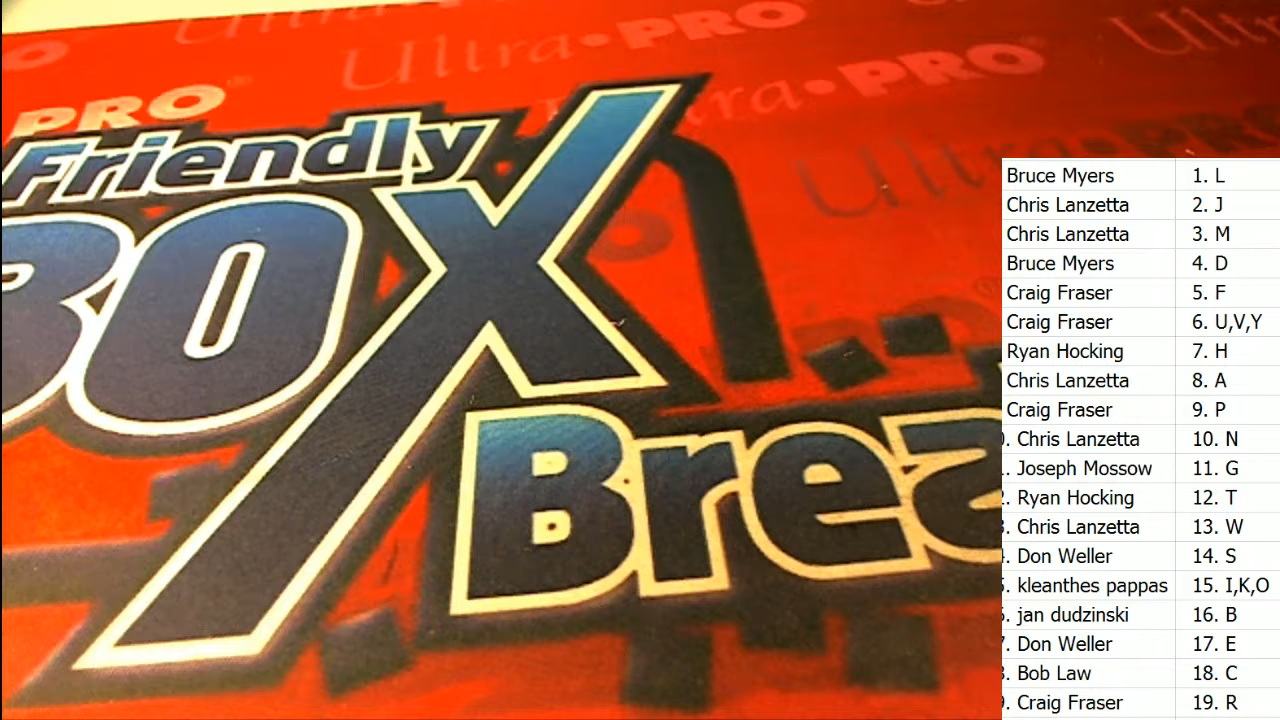 Ultra•PRO
PRO
Ultra•PRO
Friendly
BOX
Brea
Bruce Myers 1. L
Chris Lanzetta 2. J
Chris Lanzetta 3. M
Bruce Myers 4. D
Craig Fraser 5. F
Craig Fraser 6. U,V,Y
Ryan Hocking 7. H
Chris Lanzetta 8. A
Craig Fraser 9. P
. Chris Lanzetta 10. N
. Joseph Mossow 11. G
. Ryan Hocking 12. T
. Chris Lanzetta 13. W
. Don Weller 14. S
. kleanthes pappas 15. I,K,O
. jan dudzinski 16. B
. Don Weller 17. E
. Bob Law 18. C
. Craig Fraser 19. R